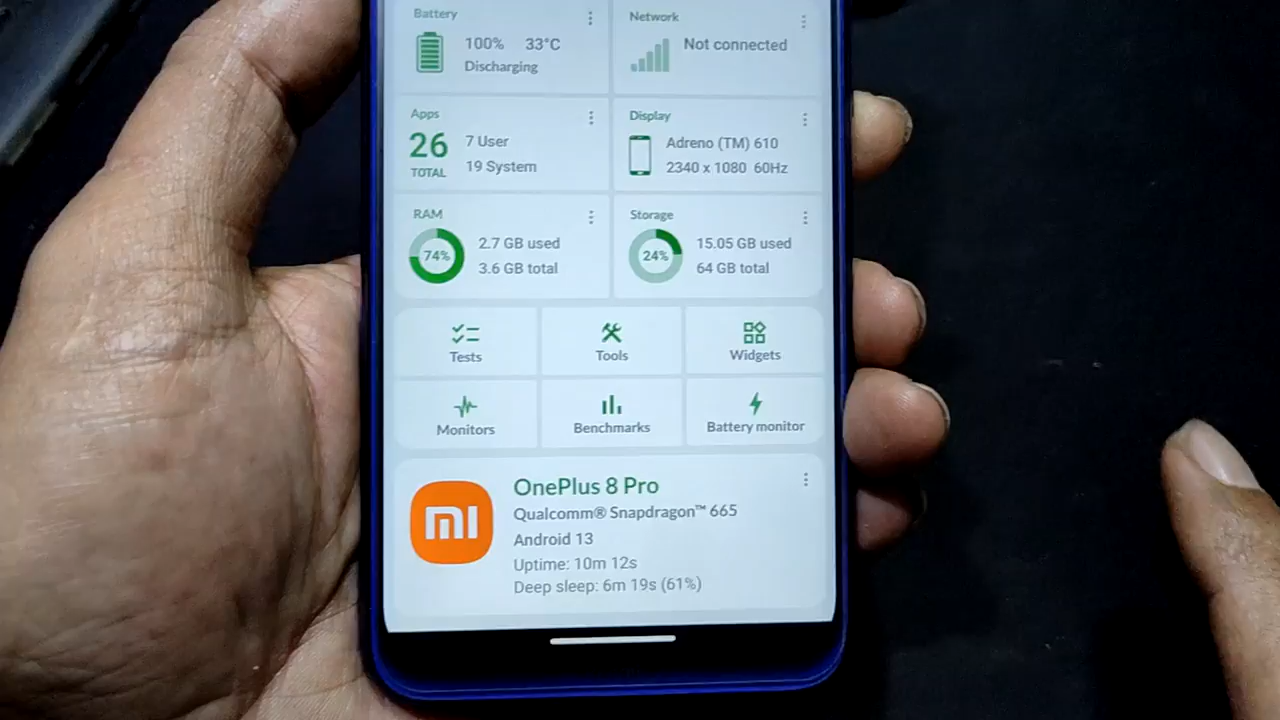 Battery
100% 33°C
Discharging
Network
Not connected
Apps
26
TOTAL
7 User
19 System
Display
Adreno (TM) 610
2340 x 1080 60Hz
RAM
74%
2.7 GB used
3.6 GB total
Storage
24%
15.05 GB used
64 GB total
Tests
Tools
Widgets
Monitors
Benchmarks
Battery monitor
mi
OnePlus 8 Pro
Qualcomm® Snapdragon™ 665
Android 13
Uptime: 10m 12s
Deep sleep: 6m 19s (61%)